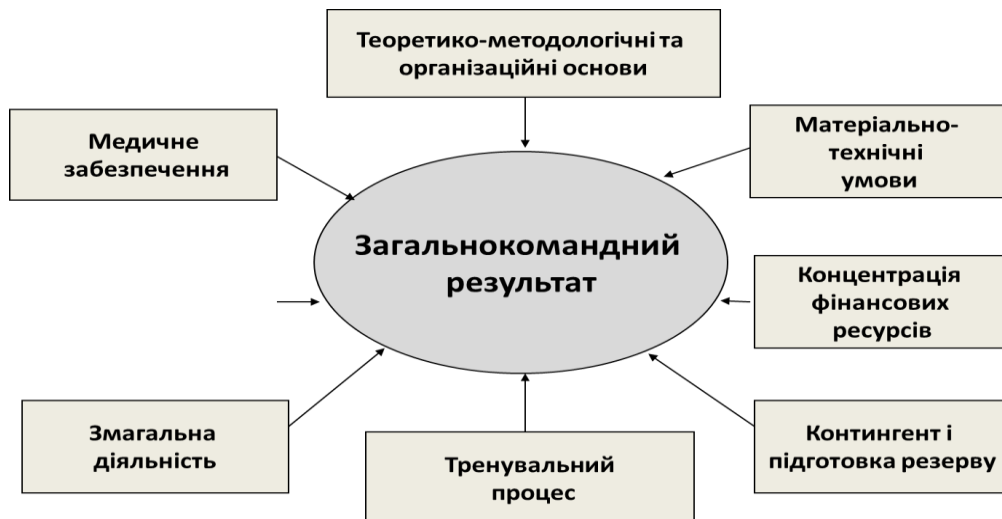 Теоретико-методологічні та
організаційні основи
Медичне
забезпечення
Матеріально-
технічні
умови
Загальнокомандний
результат
Концентрація
фінансових
ресурсів
Змагальна
діяльність
Тренувальний
процес
Контингент і
підготовка резерву